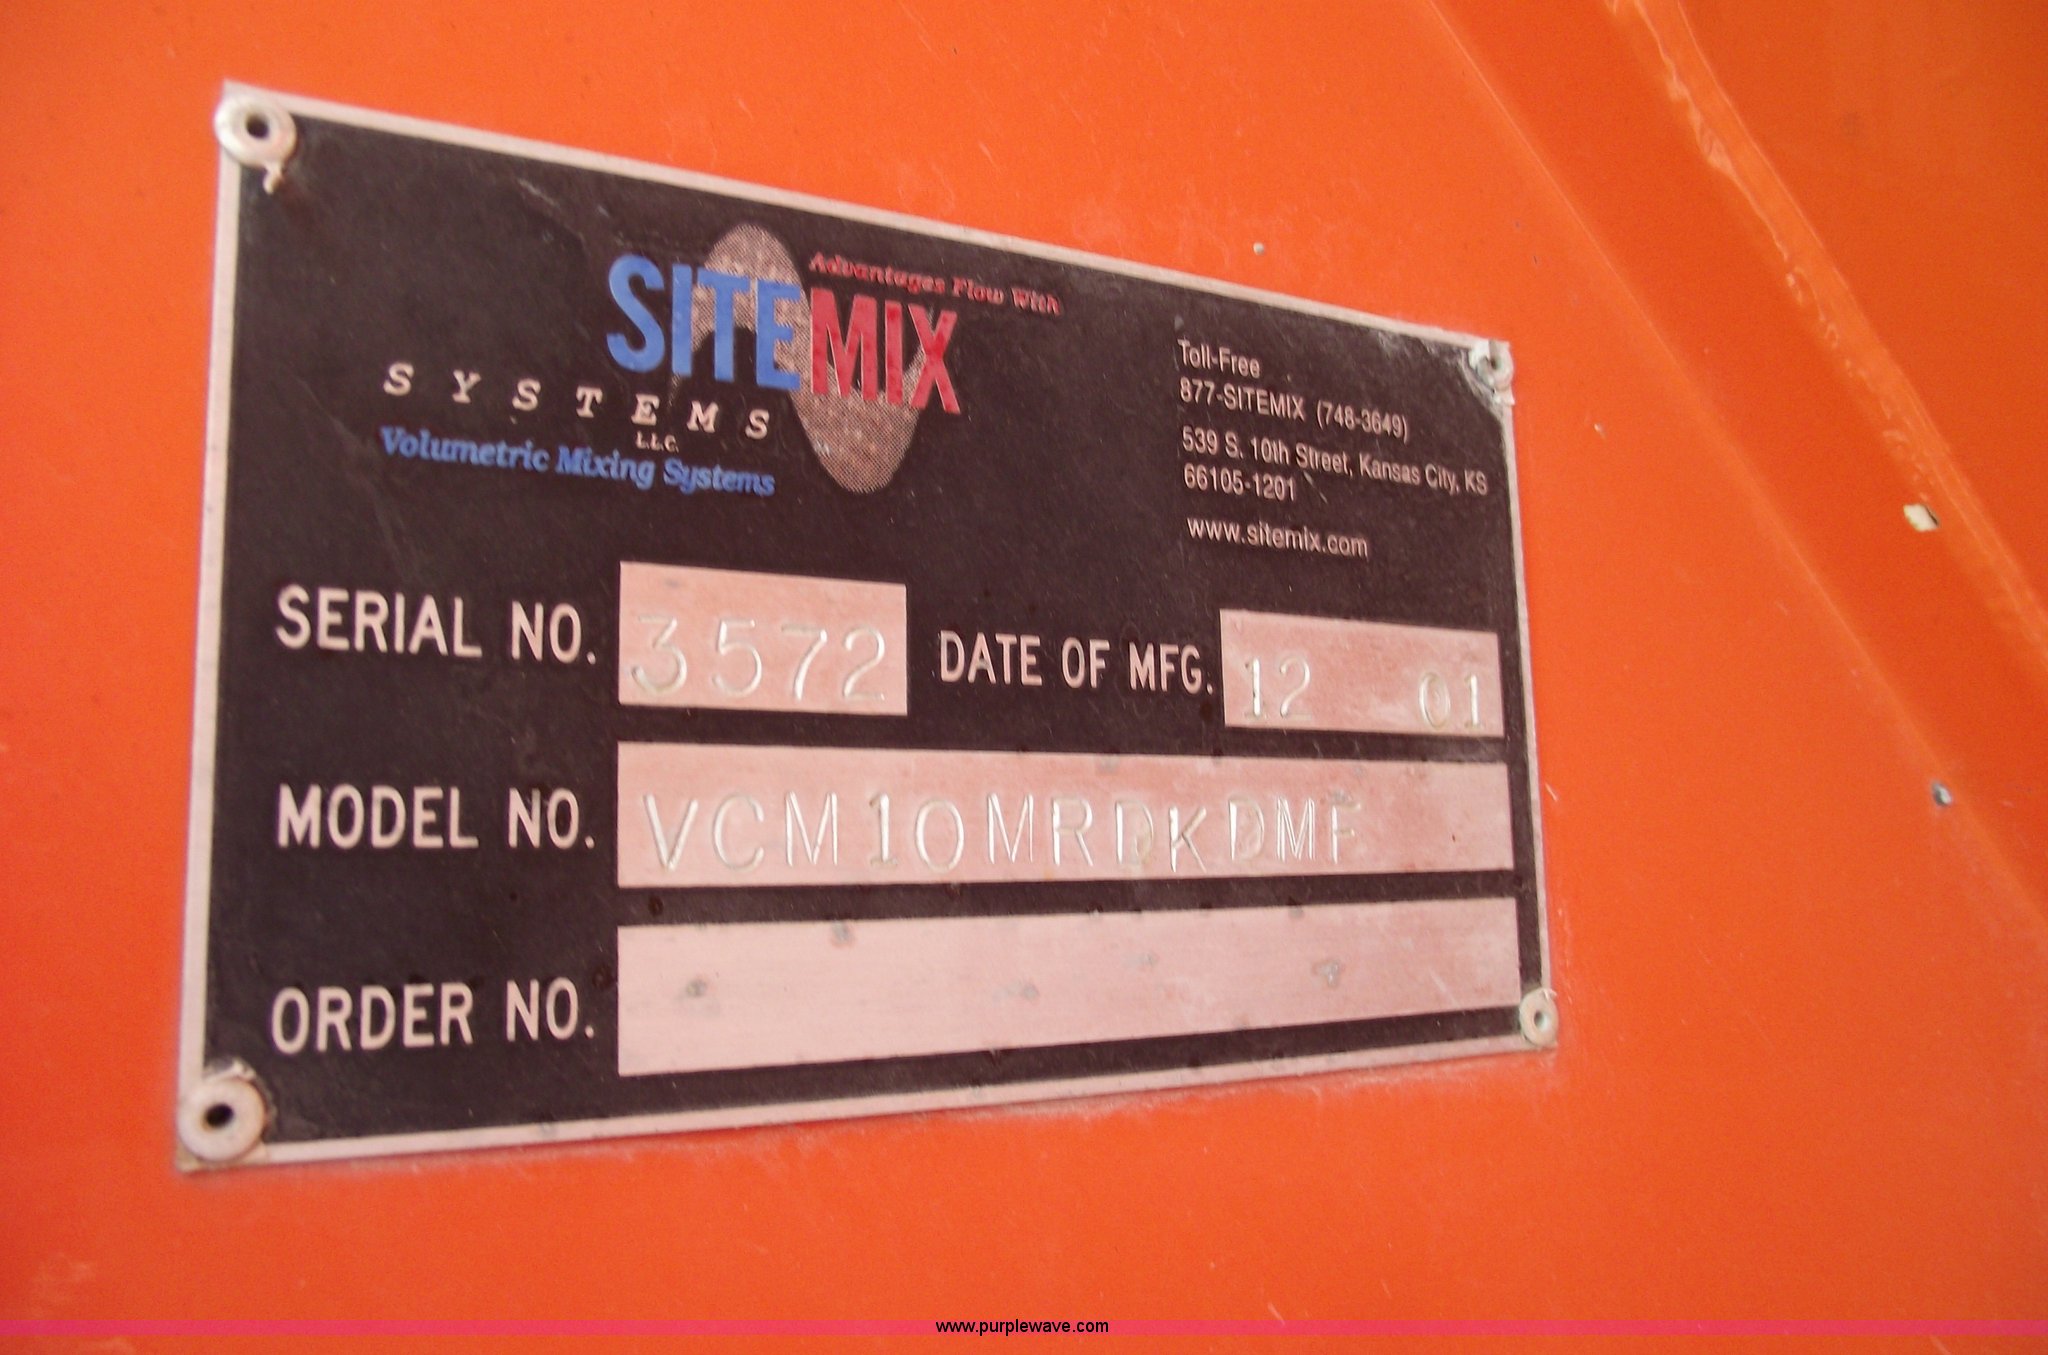 Advantages Flow With
SITEMIX
SYSTEMS
L.L.C.
Volumetric Mixing Systems
Toll-Free
877-SITEMIX (748-3649)
539 S. 10th Street, Kansas City, KS
66105-1201
www.sitemix.com
SERIAL NO. 3572 DATE OF MFG. 12 01
MODEL NO. VCM10MRDKDMF
ORDER NO.
www.purplewave.com